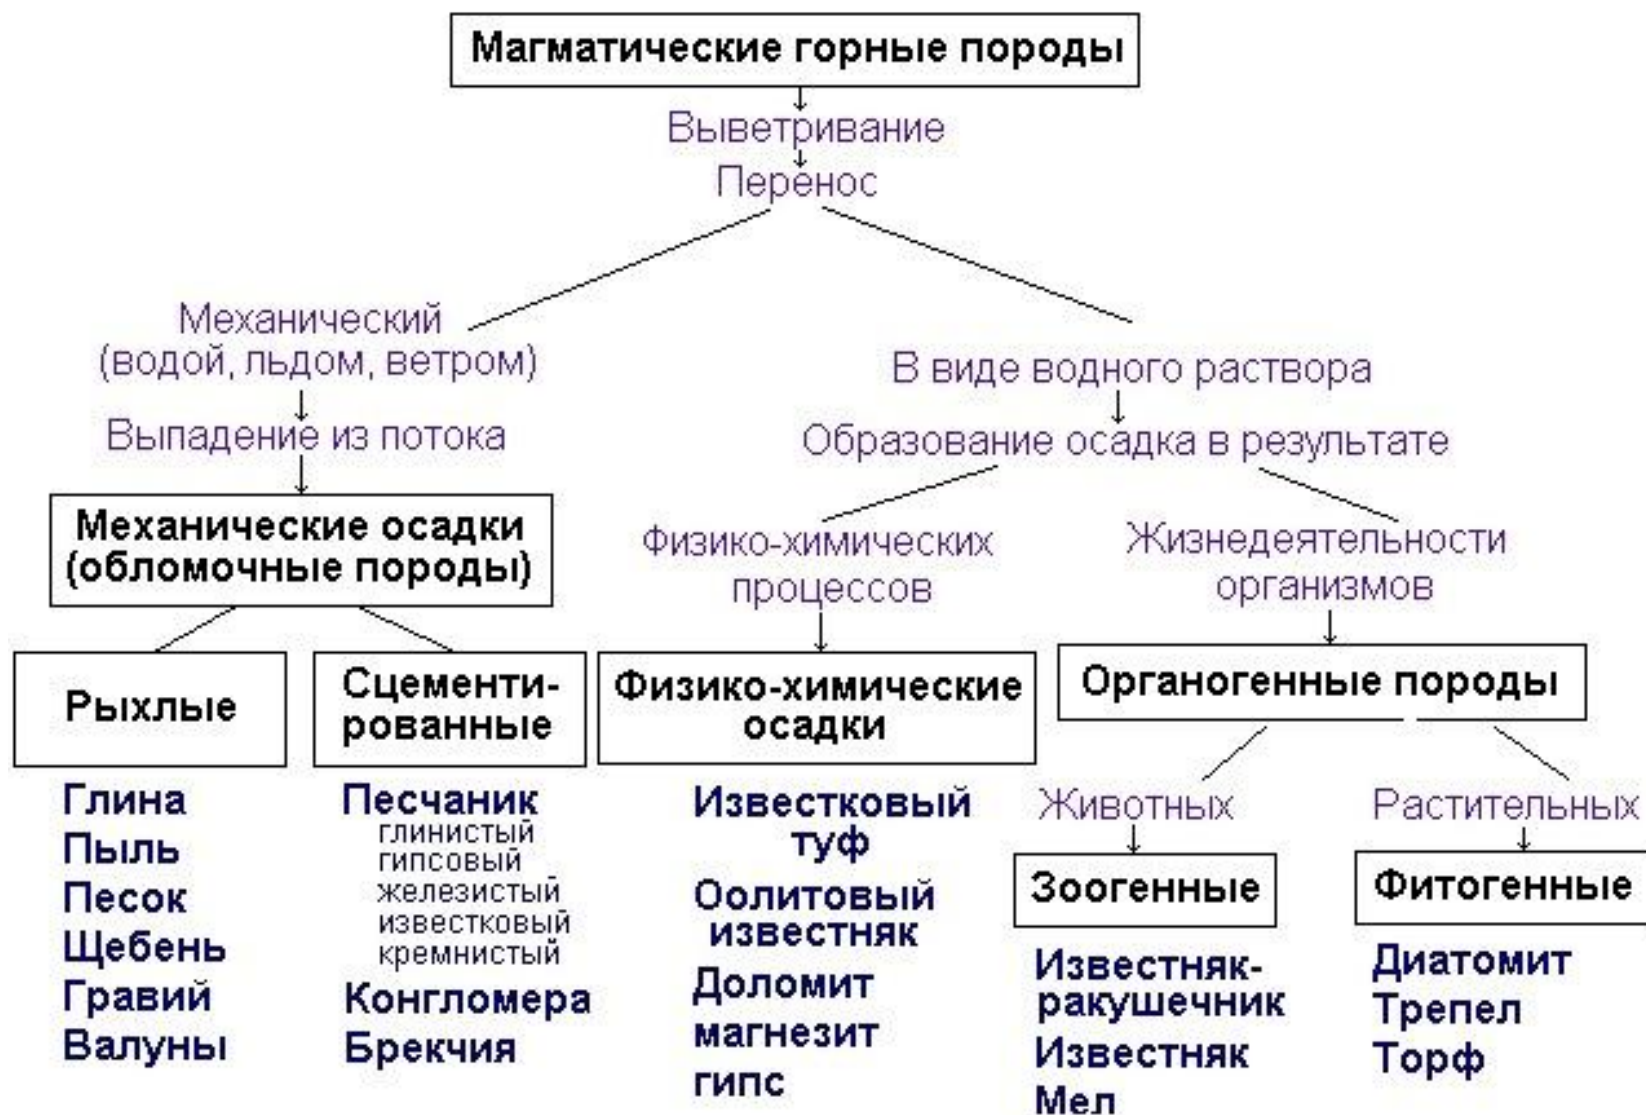 Магматические горные породы
Выветривание
Перенос
Механический
(водой, льдом, ветром)
Выпадение из потока
Механические осадки
(обломочные породы)
Рыхлые
Глина
Пыль
Песок
Щебень
Гравий
Валуны
Сцементи-
рованные
Песчаник
глинистый
гипсовый
железистый
известковый
кремнистый
Конгломера
Брекчия
В виде водного раствора
Образование осадка в результате
Физико-химических
процессов
Физико-химические
осадки
Известковый
туф
Оолитовый
известняк
Доломит
магнезит
гипс
Жизнедеятельности
организмов
Органогенные породы
Животных
Зоогенные
Известняк-
ракушечник
Известняк
Мел
Растительных
Фитогенные
Диатомит
Трепел
Торф